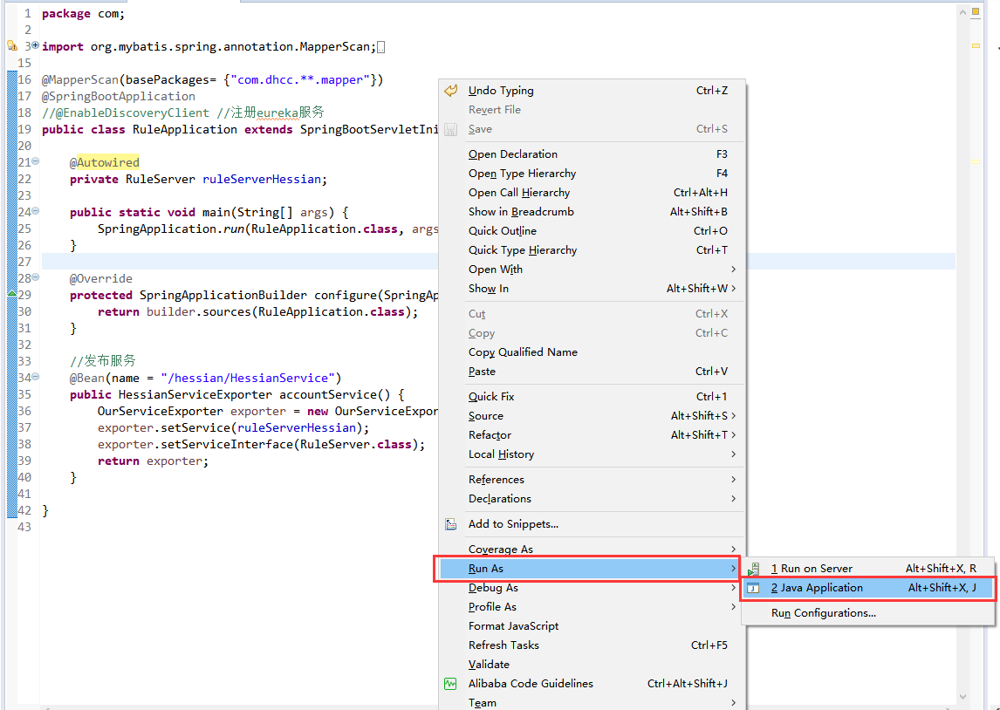 1 package com;
2
3 import org.mybatis.spring.annotation.MapperScan;
15
16 @MapperScan(basePackages= {"com.dhcc.**.mapper"})
17 @SpringBootApplication
18 //@EnableDiscoveryClient //注册eureka服务
19 public class RuleApplication extends SpringBootServletIni
20
21 @Autowired
22 private RuleServer ruleServerHessian;
23
24 public static void main(String[] args) {
25 SpringApplication.run(RuleApplication.class, args
26 }
27
28 @Override
29 protected SpringApplicationBuilder configure(SpringAp
30 return builder.sources(RuleApplication.class);
31 }
32
33 //发布服务
34 @Bean(name = "/hessian/HessianService")
35 public HessianServiceExporter accountService() {
36 OurServiceExporter exporter = new OurServiceExpor
37 exporter.setService(ruleServerHessian);
38 exporter.setServiceInterface(RuleServer.class);
39 return exporter;
40 }
41
42 }
43
Undo Typing Ctrl+Z
Revert File
Save Ctrl+S
Open Declaration F3
Open Type Hierarchy F4
Open Call Hierarchy Ctrl+Alt+H
Show in Breadcrumb Alt+Shift+B
Quick Outline Ctrl+O
Quick Type Hierarchy Ctrl+T
Open With >
Show In Alt+Shift+W >
Cut Ctrl+X
Copy Ctrl+C
Copy Qualified Name
Paste Ctrl+V
Quick Fix Ctrl+1
Source Alt+Shift+S >
Refactor Alt+Shift+T >
Local History >
References >
Declarations >
Add to Snippets...
Coverage As >
Run As >
Debug As >
Profile As >
Format JavaScript
Refresh Tasks Ctrl+F5
Validate
Alibaba Code Guidelines Ctrl+Alt+Shift+J
Team >
1 Run on Server Alt+Shift+X, R
2 Java Application Alt+Shift+X, J
Run Configurations...